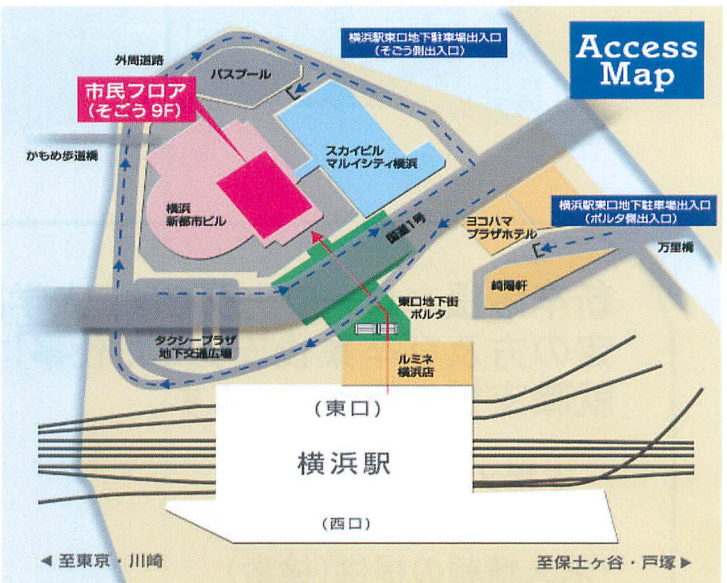 横浜駅東口地下駐車場出入口
(そごう側出入口)
Access
Map
外周道路
バスプール
市民フロア
(そごう9F)
かもめ歩道橋
スカイビル
マルイシティ横浜
横浜
新都市ビル
国道1号
ヨコハマ
プラザホテル
横浜駅東口地下駐車場出入口
(ポルタ側出入口)
万里橋
崎陽軒
東口地下街
ポルタ
タクシープラザ
地下交通広場
ルミネ
横浜店
(東口)
横浜駅
(西口)
◀至東京・川崎
至保土ヶ谷・戸塚▶